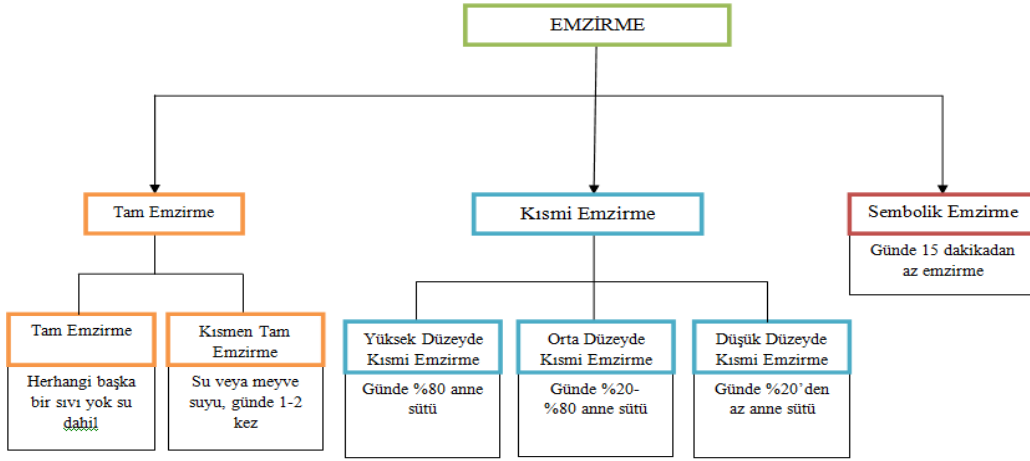 EMZİRME
Tam Emzirme
Kısmi Emzirme
Sembolik Emzirme
Günde 15 dakikadan
az emzirme
Tam Emzirme
Herhangi başka
bir sıvı yok su
dahil
Kısmen Tam
Emzirme
Su veya meyve
suyu, günde 1-2
kez
Yüksek Düzeyde
Kısmi Emzirme
Günde %80 anne
sütü
Orta Düzeyde
Kısmi Emzirme
Günde %20-
%80 anne sütü
Düşük Düzeyde
Kısmi Emzirme
Günde %20’den
az anne sütü